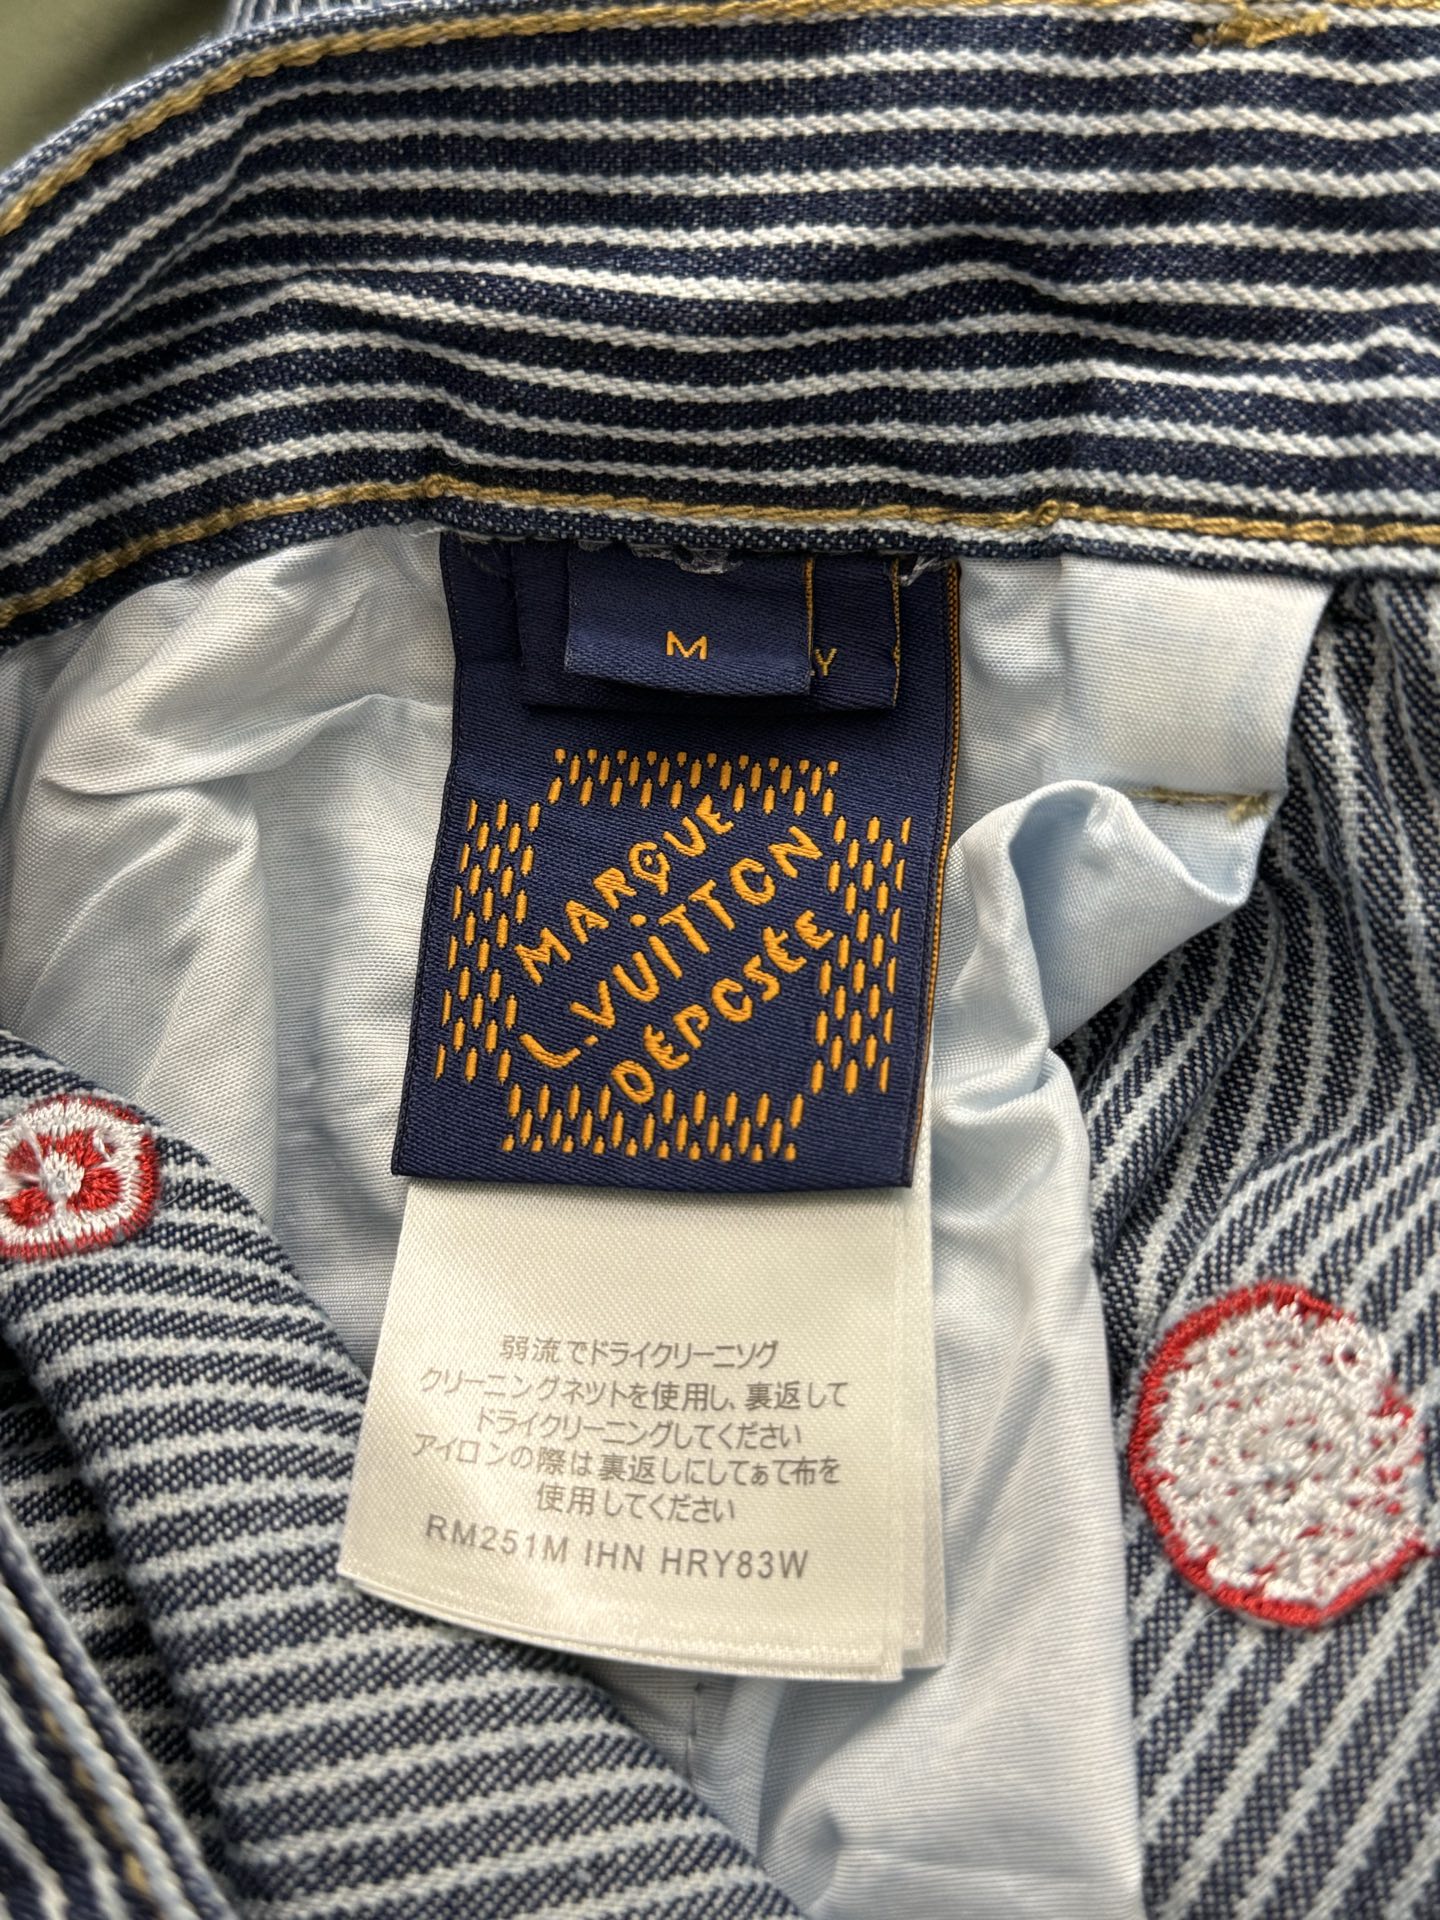 M
MARQUE
L.VUITTON
DÉPOSÉE
弱流でドライクリーニソグ
クリーニングネットを使用し、裏返して
ドライクリーニングしてください
アイロンの際は裏返しにしてぁて布を
使用してください
RM251M IHN HRY83W